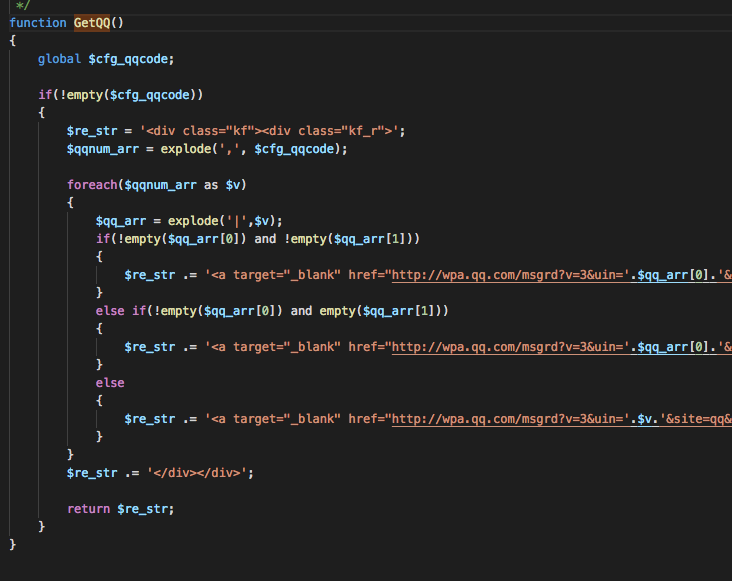 */
function GetQQ()
{
global $cfg_qqcode;
if(!empty($cfg_qqcode))
{
$re_str = '<div class="kf"><div class="kf_r">';
$qqnum_arr = explode(',', $cfg_qqcode);
foreach($qqnum_arr as $v)
{
$qq_arr = explode('|',$v);
if(!empty($qq_arr[0]) and !empty($qq_arr[1]))
{
$re_str .= '<a target="_blank" href="http://wpa.qq.com/msgrd?v=3&uin='.$qq_arr[0].'&
}
else if(!empty($qq_arr[0]) and empty($qq_arr[1]))
{
$re_str .= '<a target="_blank" href="http://wpa.qq.com/msgrd?v=3&uin='.$qq_arr[0].'&
}
else
{
$re_str .= '<a target="_blank" href="http://wpa.qq.com/msgrd?v=3&uin='.$v.'&site=qq&
}
}
$re_str .= '</div></div>';
return $re_str;
}
}